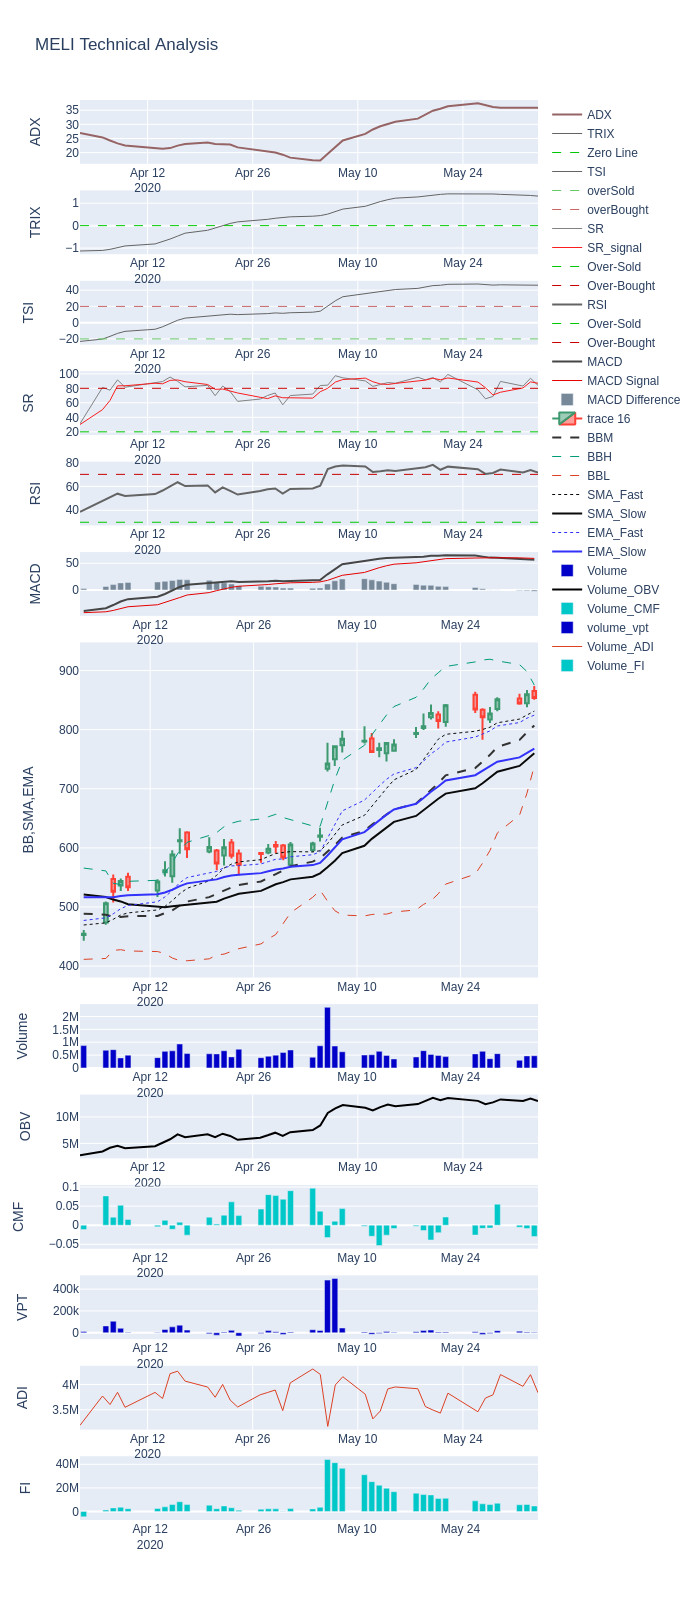 MELI Technical Analysis
ADX
35
30
25
20
Apr 12
2020
Apr 26
May 10
May 24
TRIX
1
0
−1
Apr 12
2020
Apr 26
May 10
May 24
TSI
40
20
0
−20
Apr 12
2020
Apr 26
May 10
May 24
SR
100
80
60
40
20
Apr 12
2020
Apr 26
May 10
May 24
RSI
80
60
40
Apr 12
2020
Apr 26
May 10
May 24
MACD
50
0
Apr 12
2020
Apr 26
May 10
May 24
BB,SMA,EMA
900
800
700
600
500
400
Apr 12
2020
Apr 26
May 10
May 24
Volume
2M
1.5M
1M
0.5M
0
Apr 12
2020
Apr 26
May 10
May 24
OBV
10M
5M
Apr 12
2020
Apr 26
May 10
May 24
CMF
0.1
0.05
0
−0.05
Apr 12
2020
Apr 26
May 10
May 24
VPT
400k
200k
0
Apr 12
2020
Apr 26
May 10
May 24
ADI
4M
3.5M
Apr 12
2020
Apr 26
May 10
May 24
FI
40M
20M
0
Apr 12
2020
Apr 26
May 10
May 24
ADX
TRIX
Zero Line
TSI
overSold
overBought
SR
SR_signal
Over-Sold
Over-Bought
RSI
Over-Sold
Over-Bought
MACD
MACD Signal
MACD Difference
trace 16
BBM
BBH
BBL
SMA_Fast
SMA_Slow
EMA_Fast
EMA_Slow
Volume
Volume_OBV
Volume_CMF
volume_vpt
Volume_ADI
Volume_FI